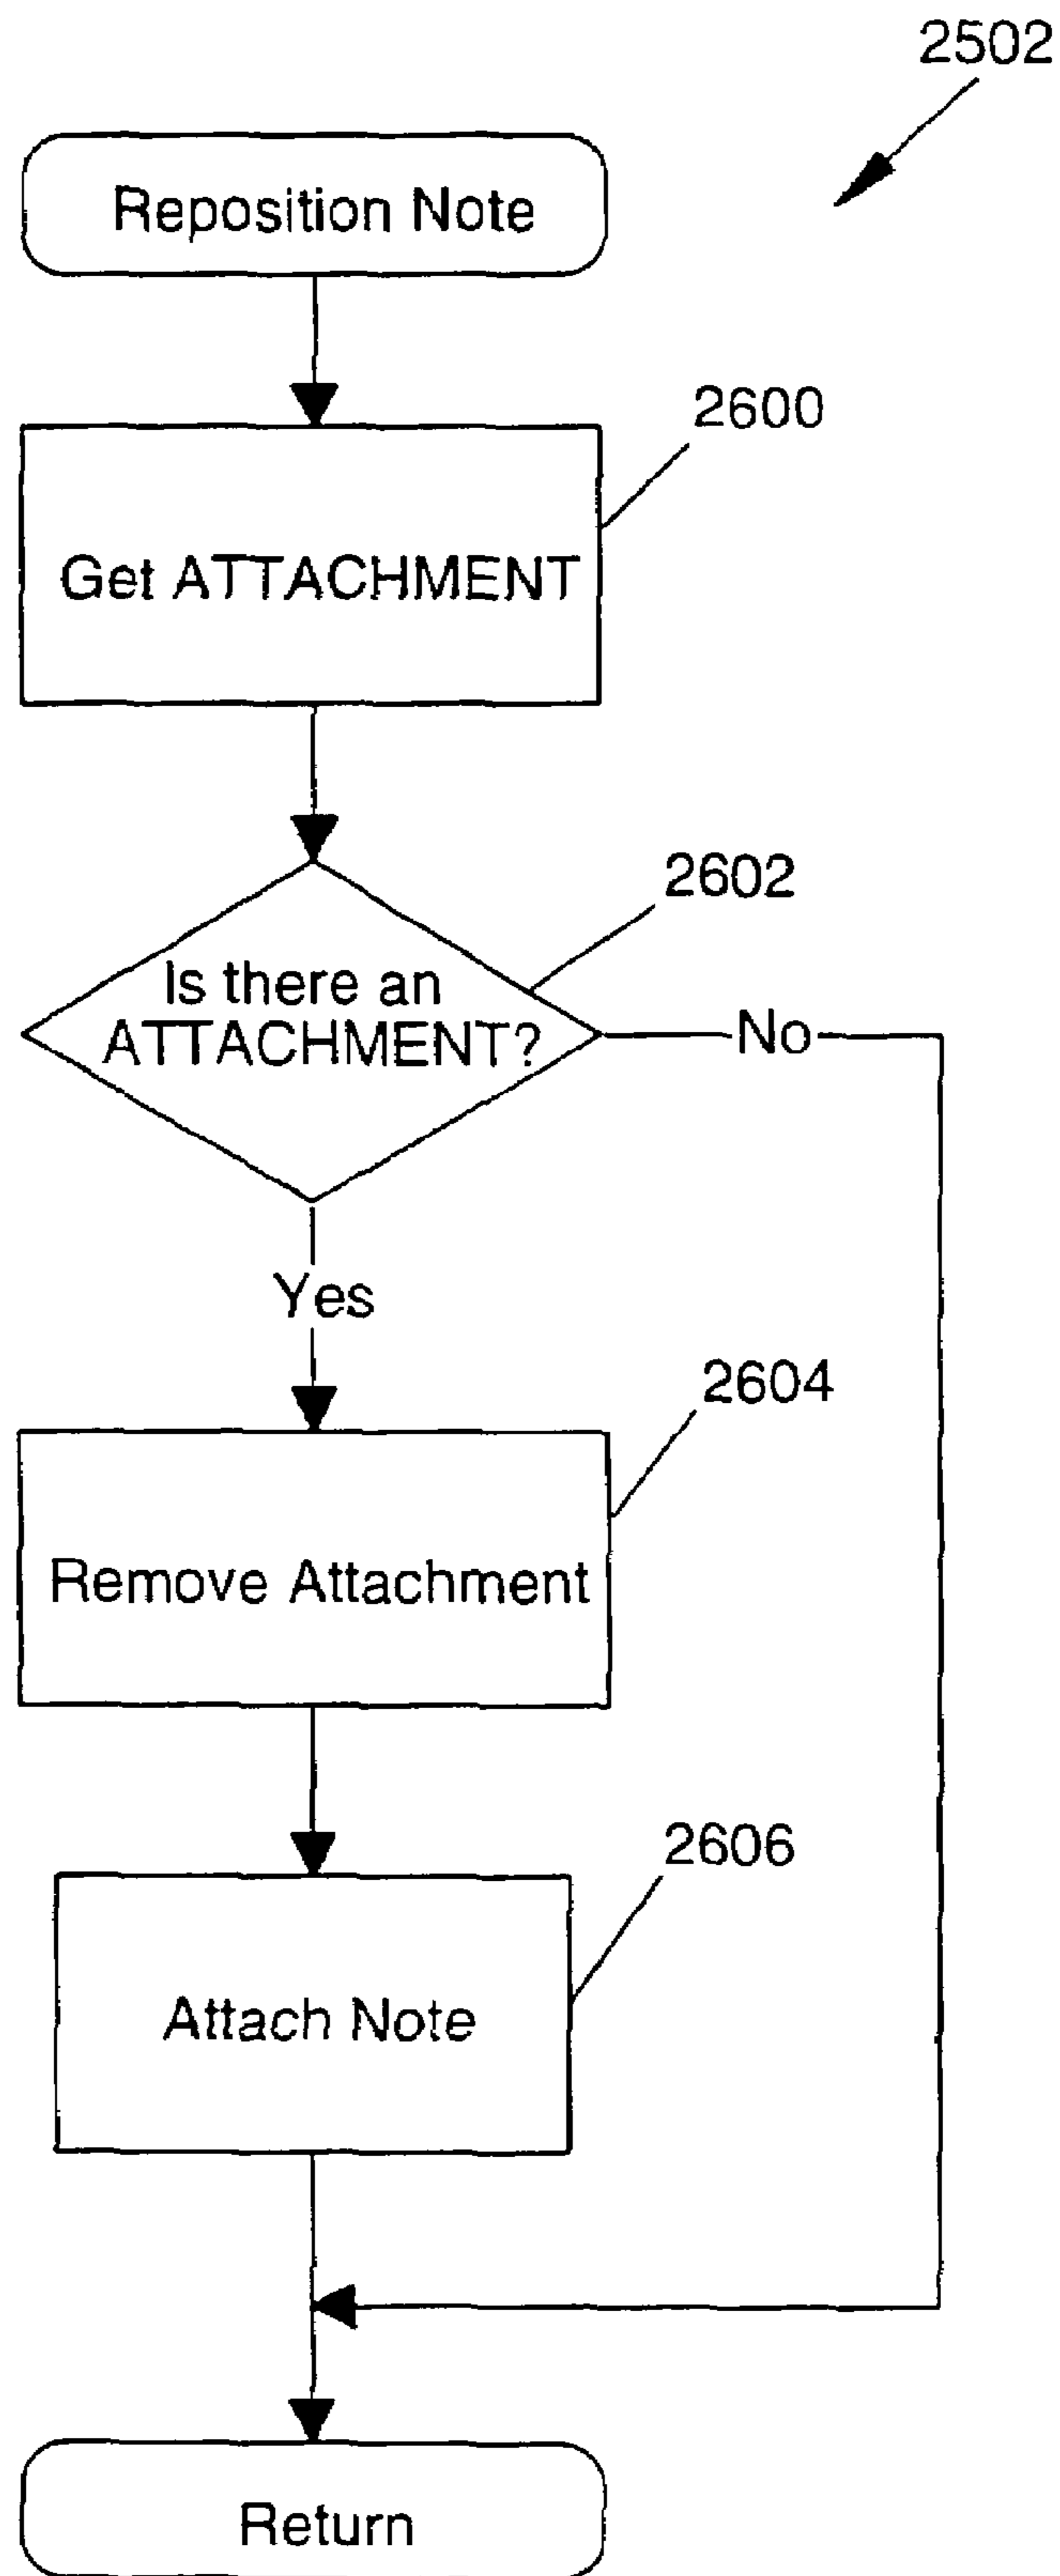 2502
Reposition Note
2600
Get ATTACHMENT
2602
Is there an
ATTACHMENT?
No
Yes
2604
Remove Attachment
2606
Attach Note
Return